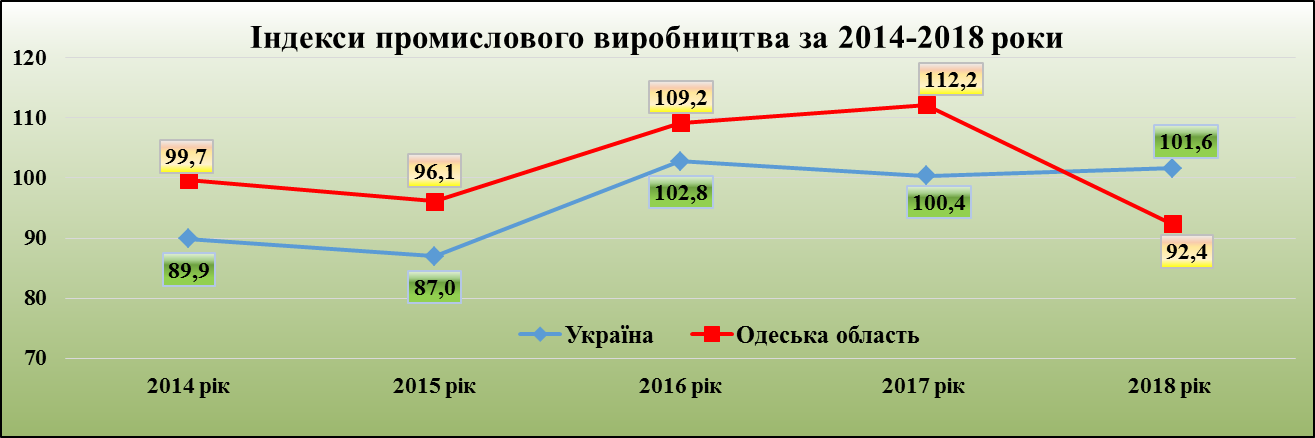 Індекси промислового виробництва за 2014-2018 роки
120
110
100
90
80
70
99,7
96,1
109,2
112,2
92,4
89,9
87,0
102,8
100,4
101,6
Україна
Одеська область
2014 рік
2015 рік
2016 рік
2017 рік
2018 рік